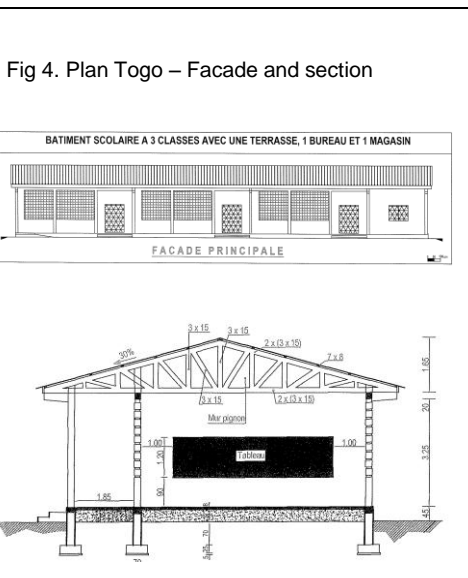 Fig 4. Plan Togo – Facade and section
BATIMENT SCOLAIRE A 3 CLASSES AVEC UNE TERRASSE, 1 BUREAU ET 1 MAGASIN
FACADE PRINCIPALE
3 x 15
3 x 15
2 x (3 x 15)
30%
7 x 8
1.65
3 x 15
2 x (3 x 15)
20
Mur pignon
1.00
1.00
1.20
Tableau
3.25
1.85
90
45
70
70